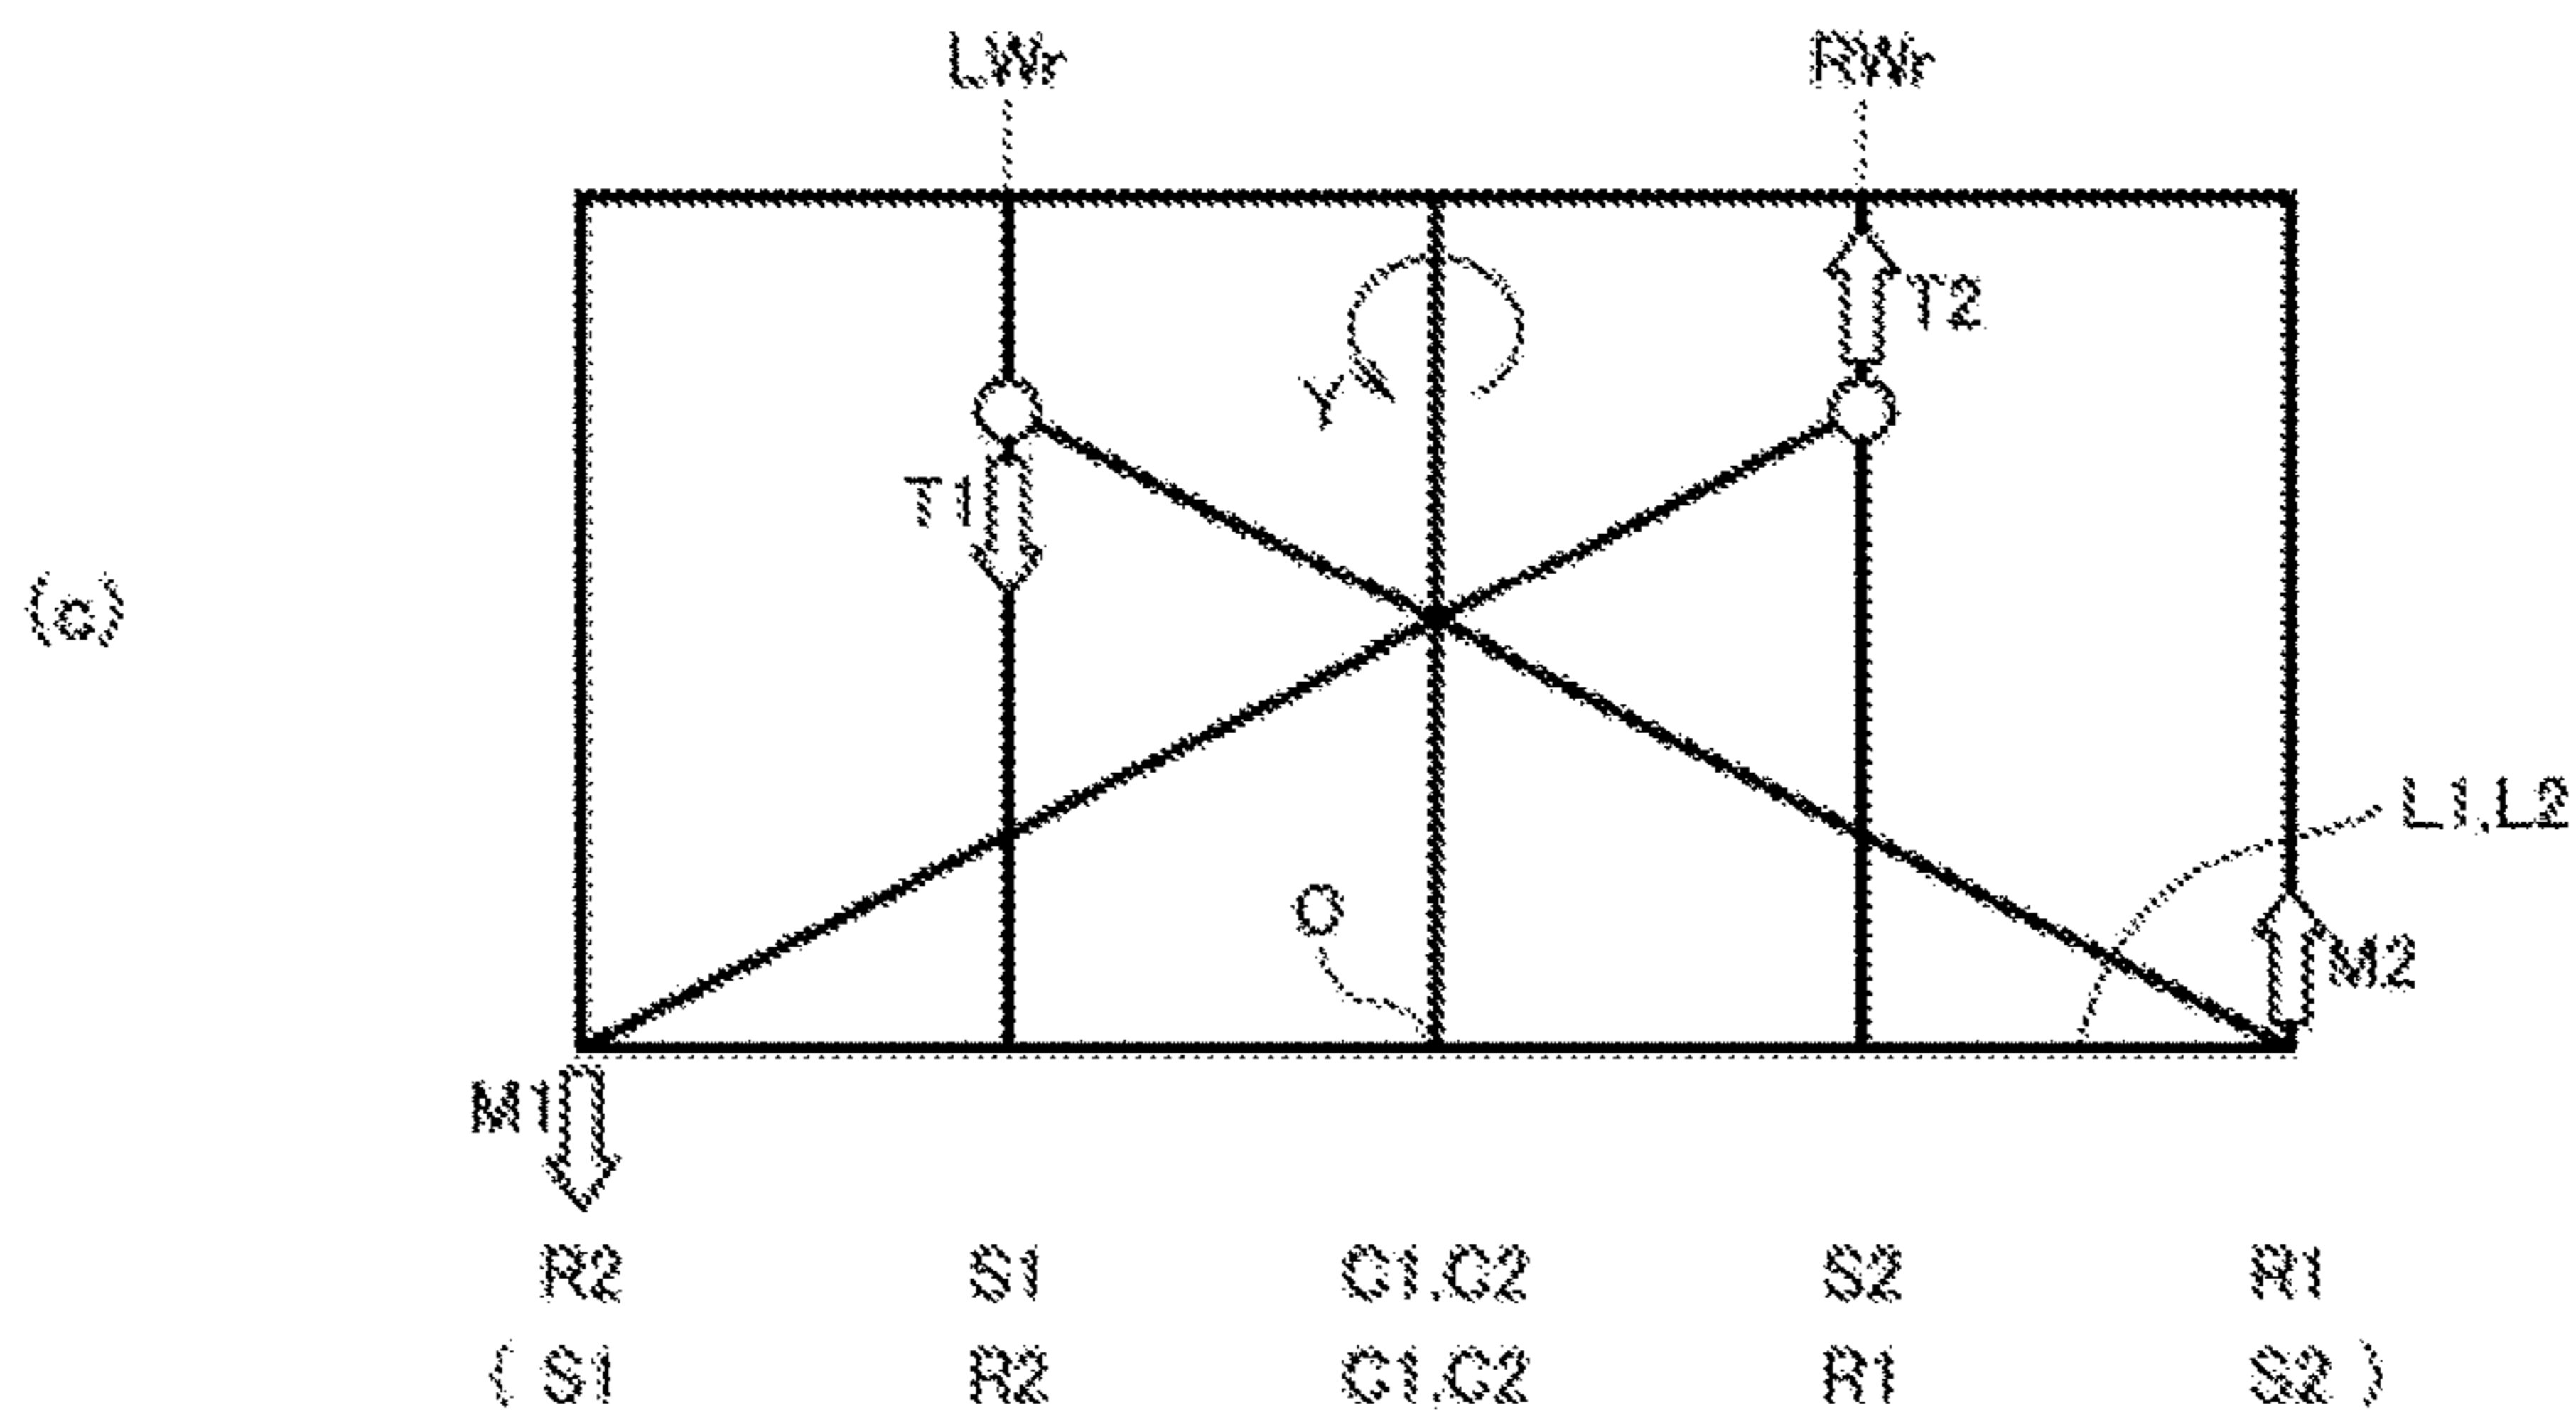 LWr RWr
T2
Y
T1
(c)
L1,L2
O
M2
M1
R2 S1 C1,C2 S2 R1
( S1 R2 C1,C2 R1 S2 )